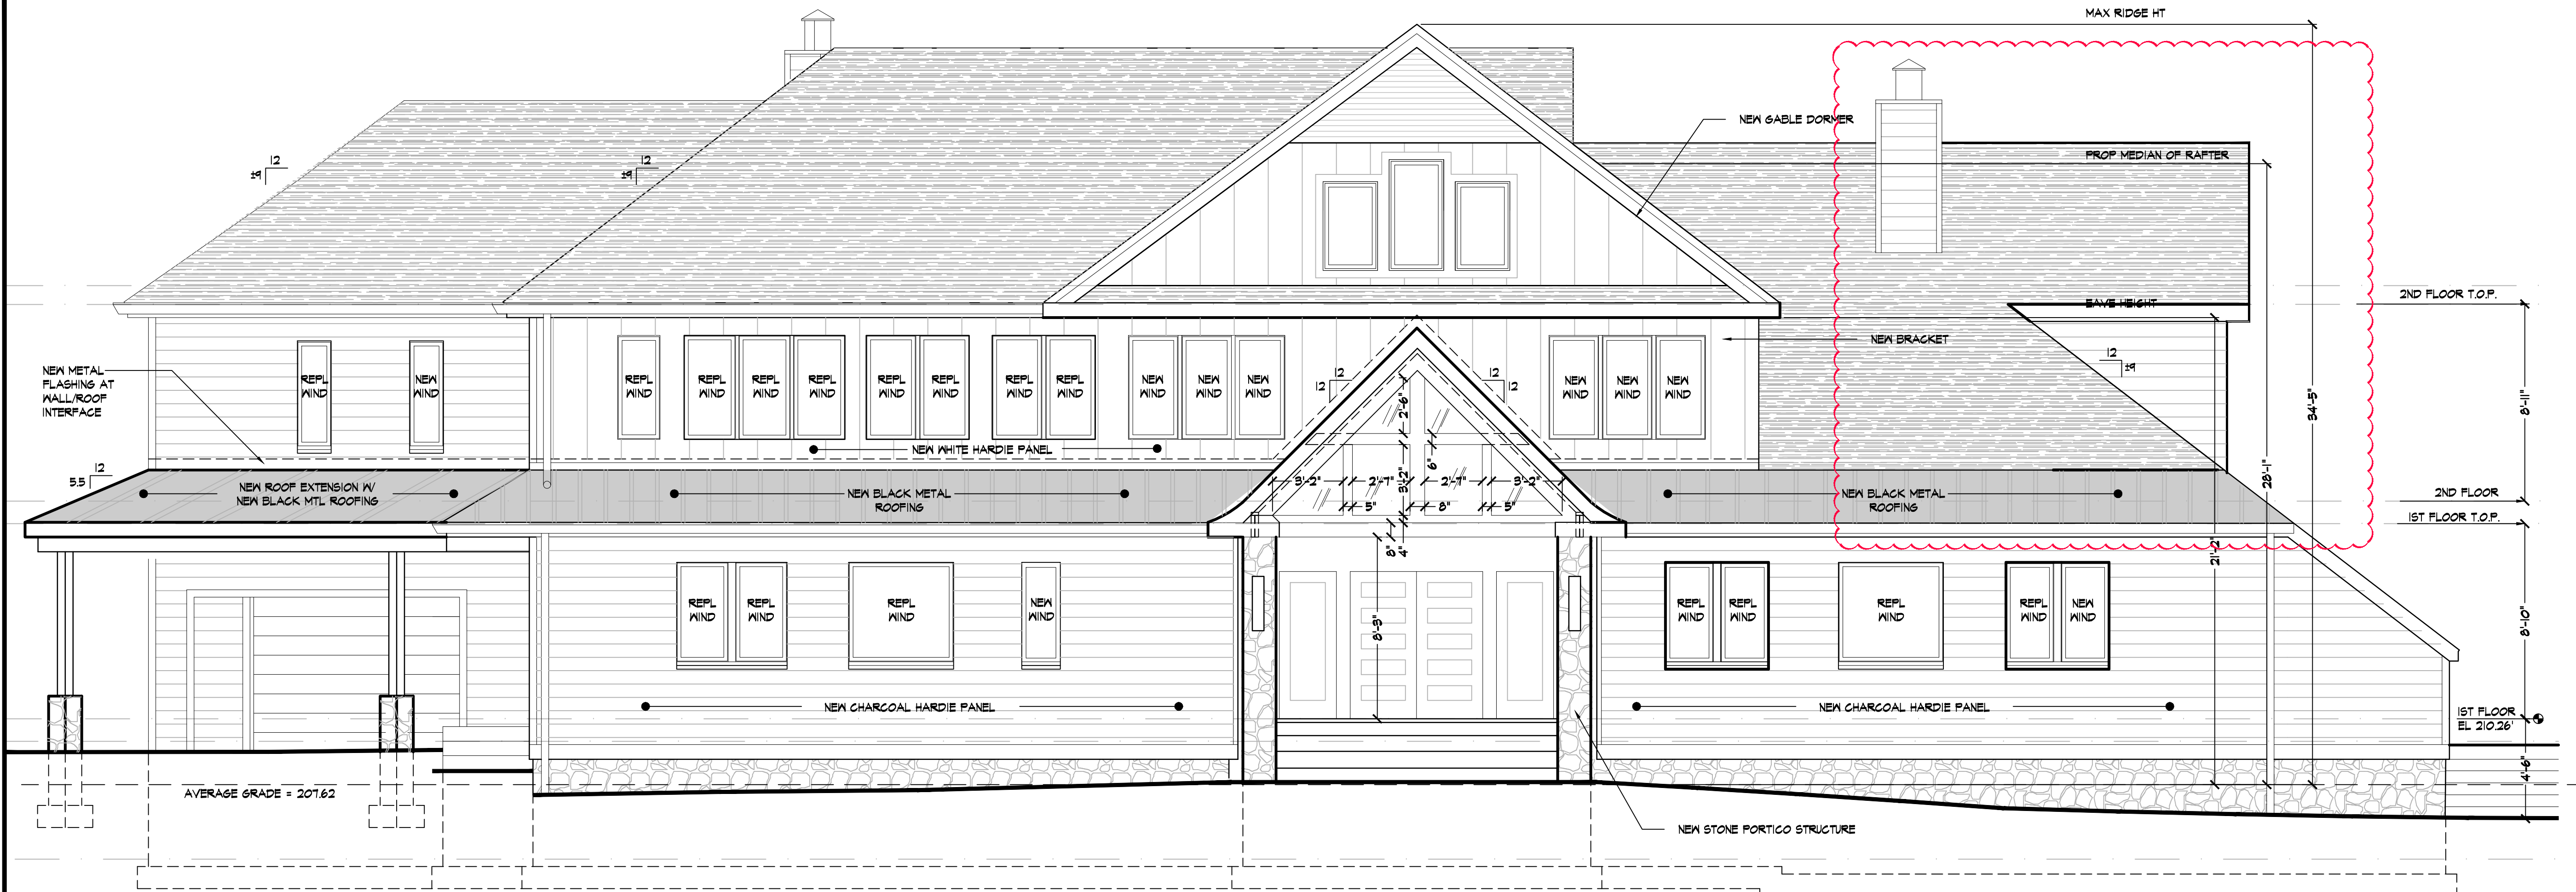 MAX RIDGE HT
NEW GABLE DORMER
PROP MEDIAN OF RAFTER
12
±9
12
±9
2ND FLOOR T.O.P.
EAVE HEIGHT
NEW BRACKET
12
±9
NEW METAL
FLASHING AT
WALL/ROOF
INTERFACE
REPL
WIND
NEW
WIND
REPL
WIND
REPL
WIND
REPL
WIND
REPL
WIND
REPL
WIND
REPL
WIND
REPL
WIND
REPL
WIND
NEW
WIND
NEW
WIND
NEW
WIND
12
12
12
12
NEW
WIND
NEW
WIND
NEW
WIND
34'-5"
8'-11"
2'-6"
NEW WHITE HARDIE PANEL
6"
3'-2"
12
5.5
NEW ROOF EXTENSION W/
NEW BLACK MTL ROOFING
NEW BLACK METAL
ROOFING
3'-2"
2'-7"
2'-7"
3'-2"
5"
8"
5"
NEW BLACK METAL
ROOFING
28'-1"
2ND FLOOR
1ST FLOOR T.O.P.
8"
4"
21'-2"
REPL
WIND
REPL
WIND
REPL
WIND
NEW
WIND
8'-3"
REPL
WIND
REPL
WIND
REPL
WIND
REPL
WIND
NEW
WIND
8'-10"
NEW CHARCOAL HARDIE PANEL
NEW CHARCOAL HARDIE PANEL
1ST FLOOR
EL 210.26'
4'-6"
AVERAGE GRADE = 207.62
NEW STONE PORTICO STRUCTURE